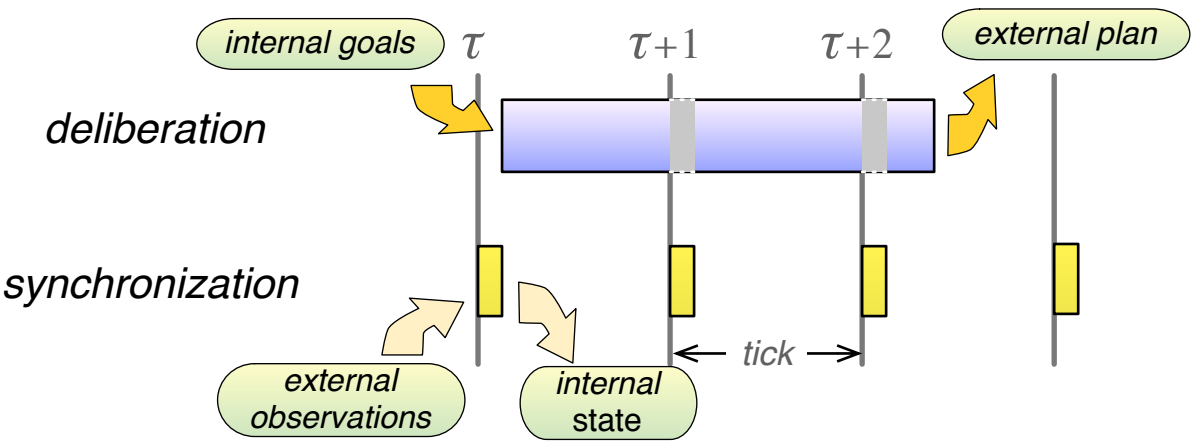 internal goals
τ
τ+1
τ+2
external plan
deliberation
synchronization
tick
external
observations
internal
state